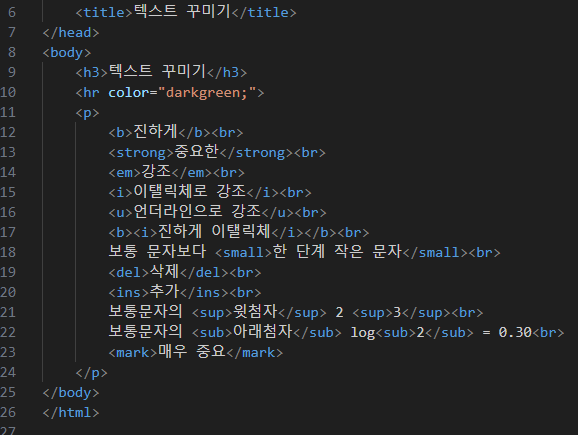 6 <title>텍스트 꾸미기</title>
7 </head>
8 <body>
9 <h3>텍스트 꾸미기</h3>
10 <hr color="darkgreen;">
11 <p>
12 <b>진하게</b><br>
13 <strong>중요한</strong><br>
14 <em>강조</em><br>
15 <i>이탤릭체로 강조</i><br>
16 <u>언더라인으로 강조</u><br>
17 <b><i>진하게 이탤릭체</i></b><br>
18 보통 문자보다 <small>한 단계 작은 문자</small><br>
19 <del>삭제</del><br>
20 <ins>추가</ins><br>
21 보통문자의 <sup>윗첨자</sup> 2 <sup>3</sup><br>
22 보통문자의 <sub>아래첨자</sub> log<sub>2</sub> = 0.30<br>
23 <mark>매우 중요</mark>
24 </p>
25 </body>
26 </html>
27